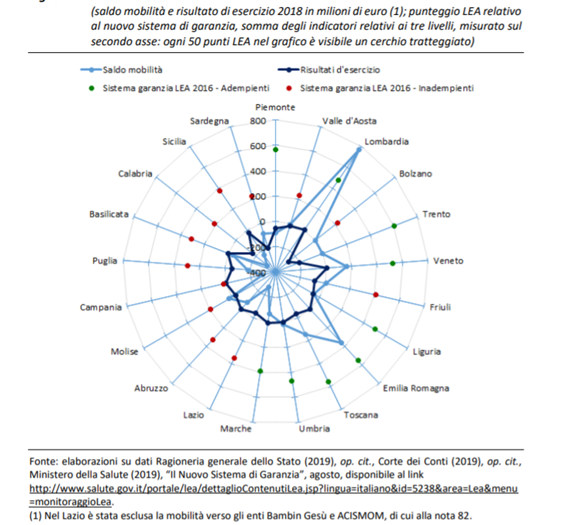 (saldo mobilità e risultato di esercizio 2018 in milioni di euro (1); punteggio LEA relativo
al nuovo sistema di garanzia, somma degli indicatori relativi ai tre livelli, misurato sul
secondo asse: ogni 50 punti LEA nel grafico è visibile un cerchio tratteggiato)
Saldo mobilità Risultati d'esercizio
Sistema garanzia LEA 2016 - Adempienti Sistema garanzia LEA 2016 - Inadempienti
Piemonte
Sardegna 800 Valle d'Aosta
Sicilia 600 Lombardia
Calabria 400 Bolzano
200
Basilicata 0 Trento
-200
Puglia -400 Veneto
Campania Friuli
Molise Liguria
Abruzzo Emilia Romagna
Lazio Toscana
Marche Umbria
Fonte: elaborazioni su dati Ragioneria generale dello Stato (2019), op. cit., Corte dei Conti (2019), op. cit.,
Ministero della Salute (2019), "Il Nuovo Sistema di Garanzia", agosto, disponibile al link
http://www.salute.gov.it/portale/lea/dettaglioContenutiLea.jsp?lingua=italiano&id=5238&area=Lea&menu
=monitoraggioLea.
(1) Nel Lazio è stata esclusa la mobilità verso gli enti Bambin Gesù e ACISMOM, di cui alla nota 82.